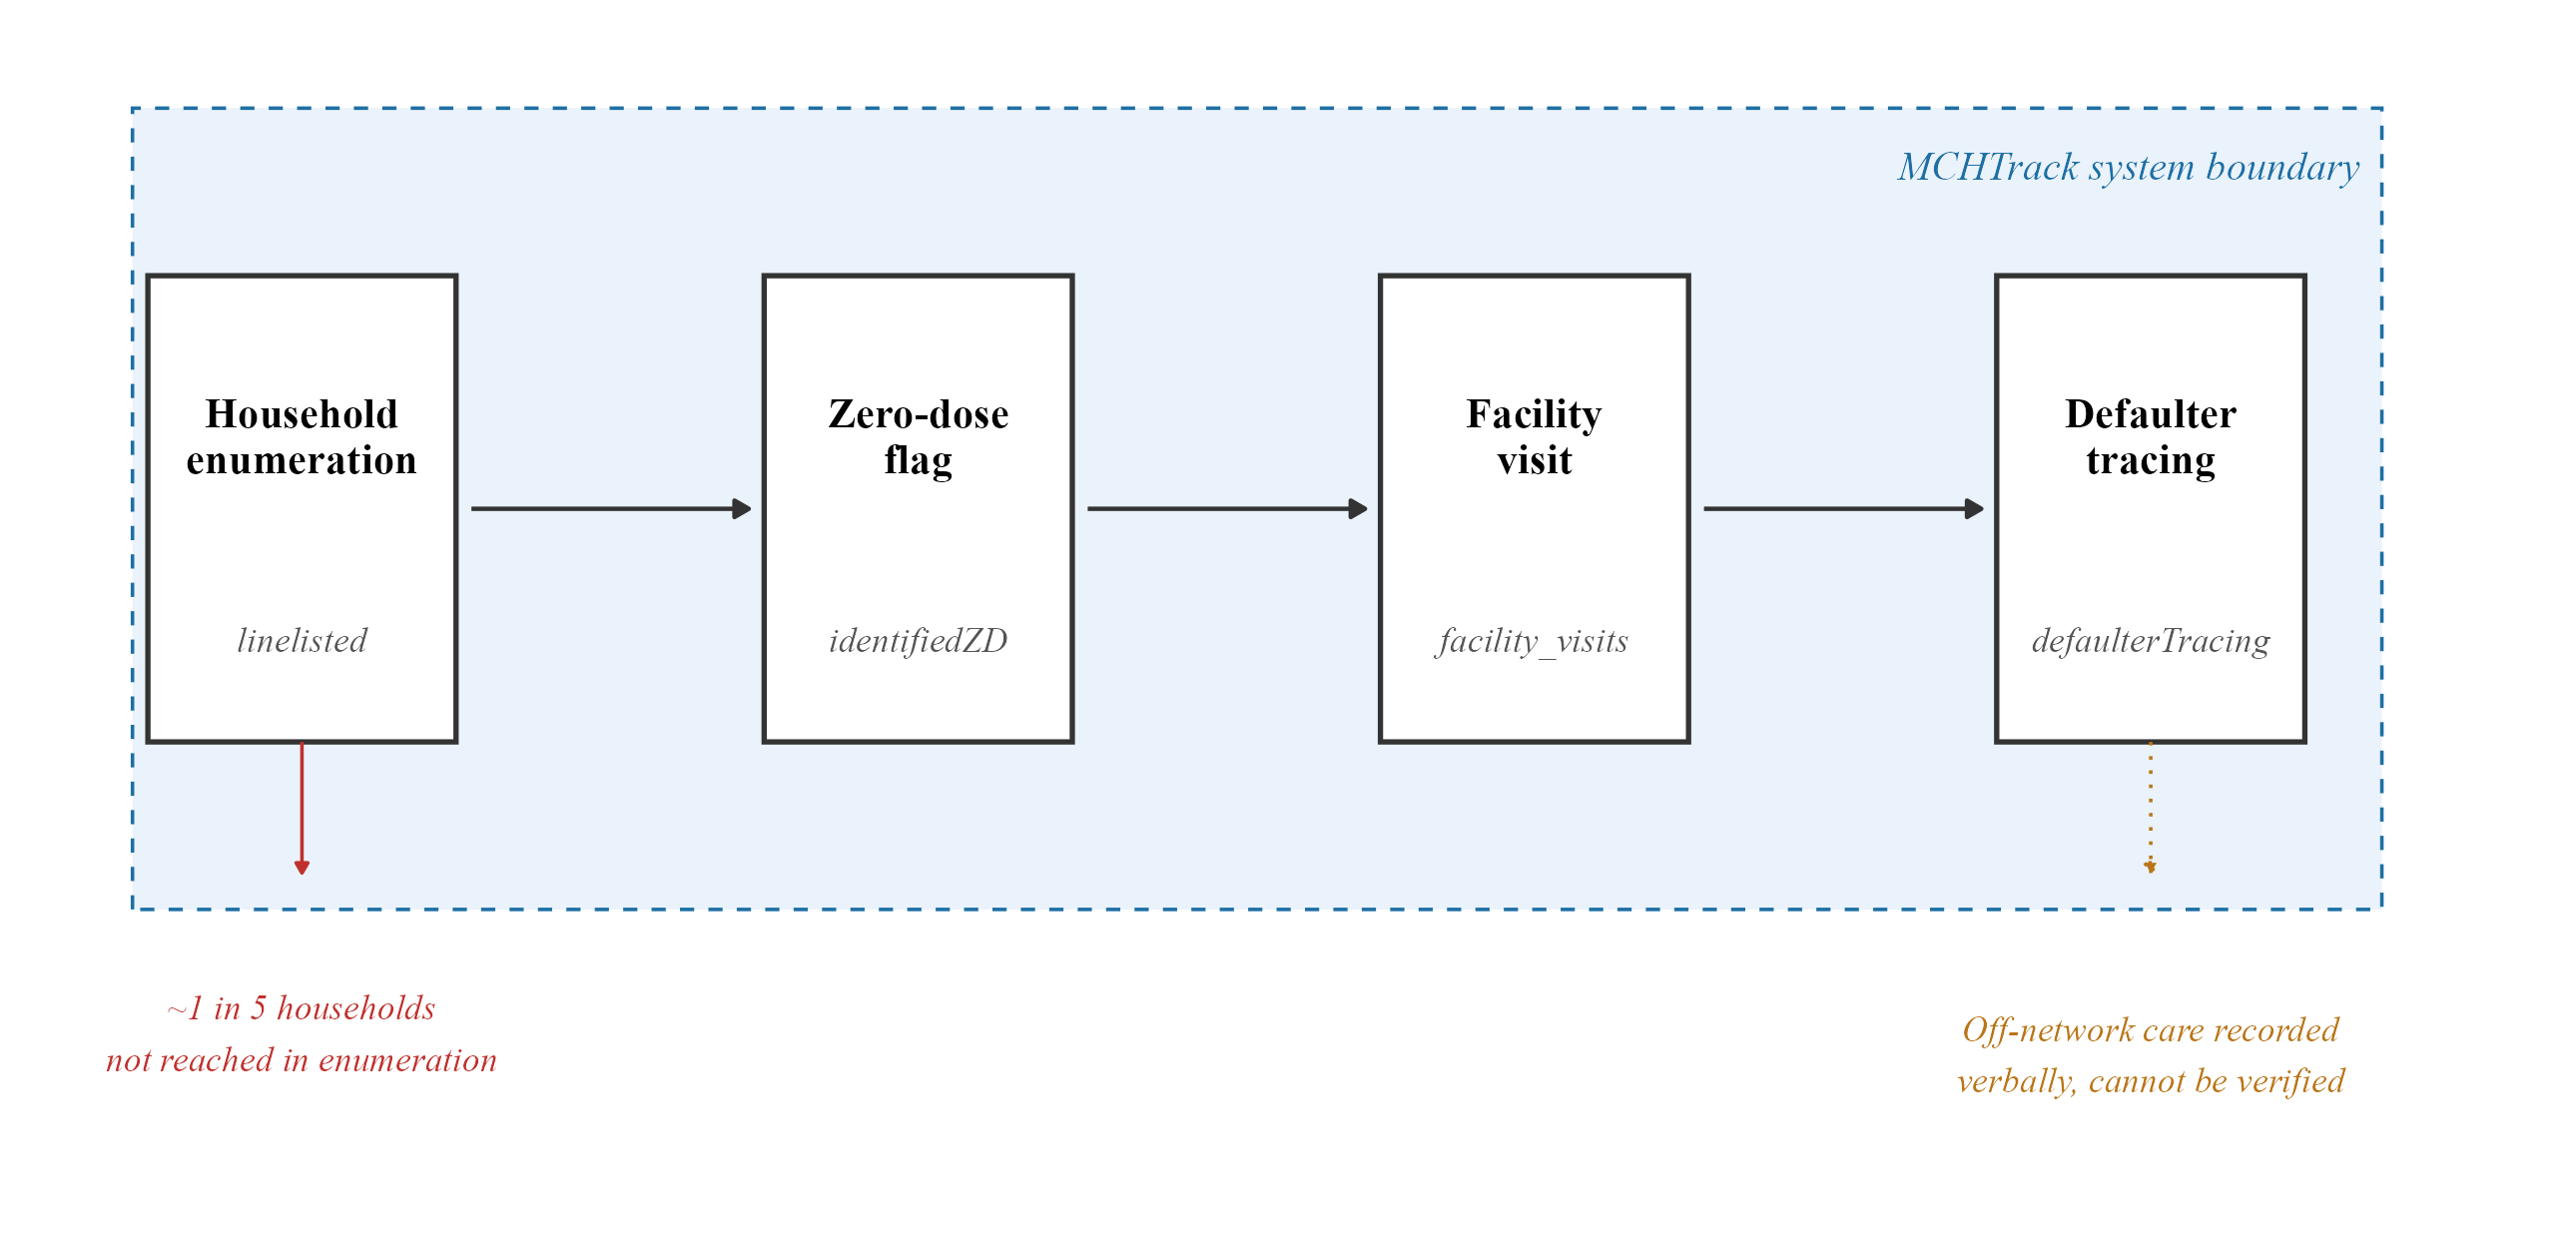 MCHTrack system boundary
Household
enumeration
linelisted
Zero-dose
flag
identifiedZD
Facility
visit
facility_visits
Defaulter
tracing
defaulterTracing
~1 in 5 households
not reached in enumeration
Off-network care recorded
verbally, cannot be verified